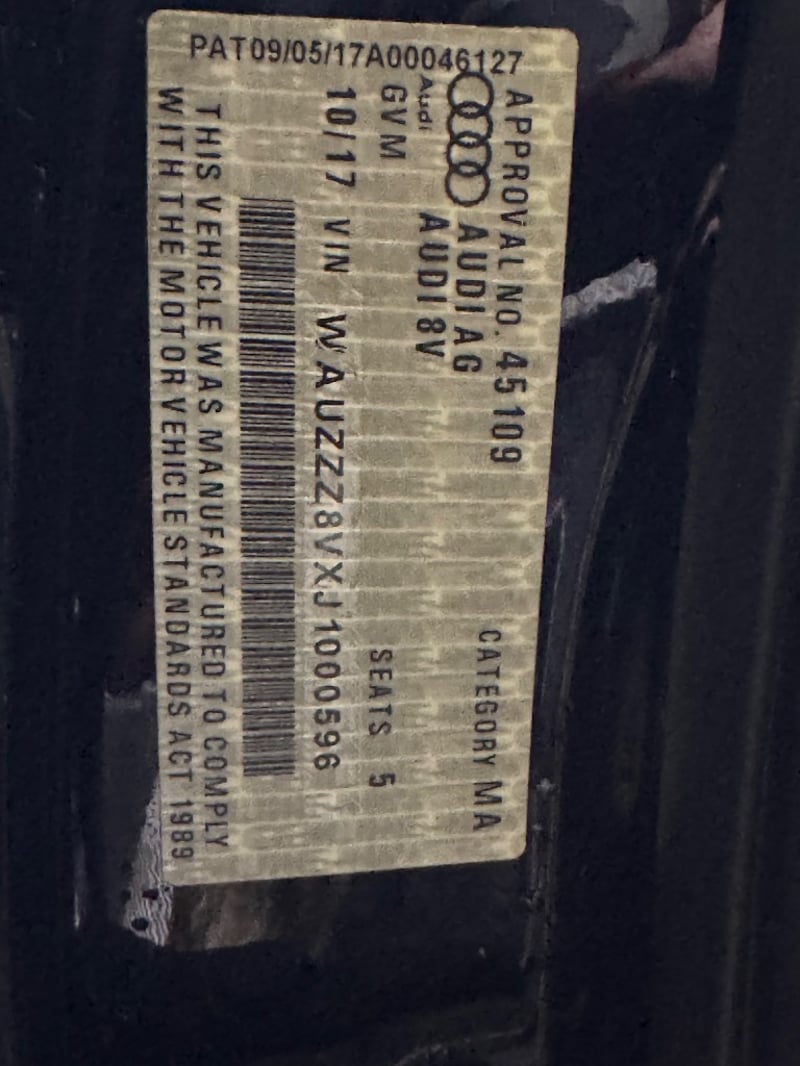 PAT09/05/17A00046127
APPROVAL NO. 45109 CATEGORY MA
AUDI AG
Audi AUDI 8V
GVM SEATS 5
10/17 VIN WAUZZZ8VXJ1000596
THIS VEHICLE WAS MANUFACTURED TO COMPLY
WITH THE MOTOR VEHICLE STANDARDS ACT 1989